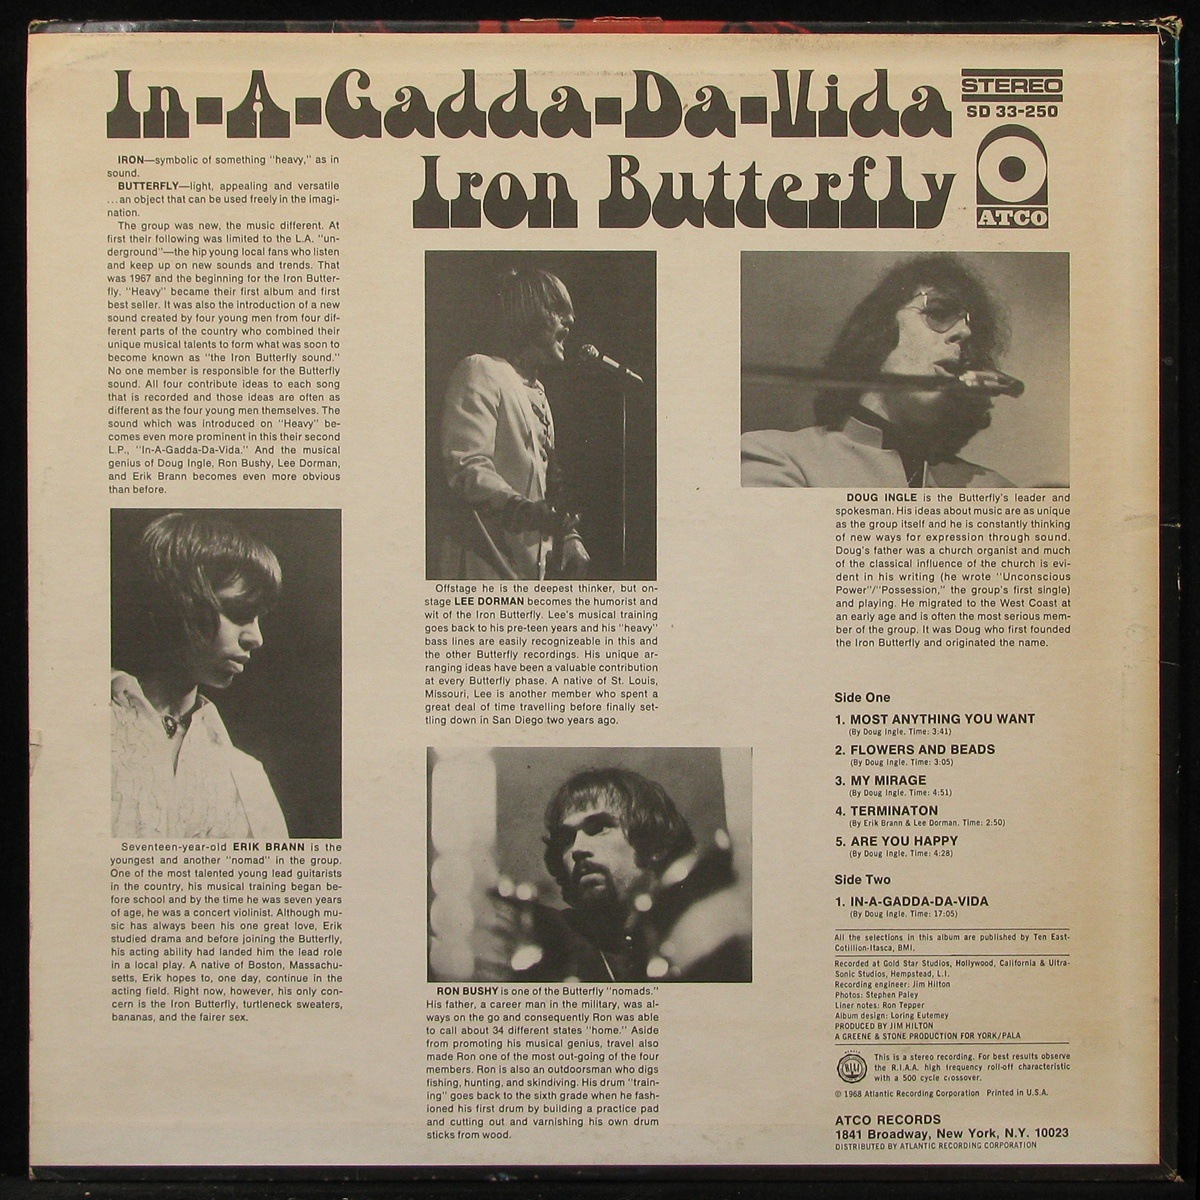 In-A-Gadda-Da-Vida
Iron Butterfly
STEREO
SD 33-250
ATCO
IRON—symbolic of something "heavy," as in
sound.
BUTTERFLY—light, appealing and versatile
...an object that can be used freely in the imagi-
nation.
The group was new, the music different. At
first their following was limited to the L.A. "un-
derground"—the hip young local fans who listen
and keep up on new sounds and trends. That
was 1967 and the beginning for the Iron Butter-
fly. "Heavy" became their first album and first
best seller. It was also the introduction of a new
sound created by four young men from four dif-
ferent parts of the country who combined their
unique musical talents to form what was soon to
become known as "the Iron Butterfly sound."
No one member is responsible for the Butterfly
sound. All four contribute ideas to each song
that is recorded and those ideas are often as
different as the four young men themselves. The
sound which was introduced on "Heavy" be-
comes even more prominent in this their second
L.P., "In-A-Gadda-Da-Vida." And the musical
genius of Doug Ingle, Ron Bushy, Lee Dorman,
and Erik Brann becomes even more obvious
than before.
Seventeen-year-old ERIK BRANN is the
youngest and another "nomad" in the group.
One of the most talented young lead guitarists
in the country, his musical training began be-
fore school and by the time he was seven years
of age, he was a concert violinist. Although mu-
sic has always been his one great love, Erik
studied drama and before joining the Butterfly,
his acting ability had landed him the lead role
in a local play. A native of Boston, Massachu-
setts, Erik hopes to, one day, continue in the
acting field. Right now, however, his only con-
cern is the Iron Butterfly, turtleneck sweaters,
bananas, and the fairer sex.
Offstage he is the deepest thinker, but on-
stage LEE DORMAN becomes the humorist and
wit of the Iron Butterfly. Lee's musical training
goes back to his pre-teen years and his "heavy"
bass lines are easily recognizeable in this and
the other Butterfly recordings. His unique ar-
ranging ideas have been a valuable contribution
at every Butterfly phase. A native of St. Louis,
Missouri, Lee is another member who spent a
great deal of time travelling before finally set-
tling down in San Diego two years ago.
RON BUSHY is one of the Butterfly "nomads."
His father, a career man in the military, was al-
ways on the go and consequently Ron was able
to call about 34 different states "home." Aside
from promoting his musical genius, travel also
made Ron one of the most out-going of the four
members. Ron is also an outdoorsman who digs
fishing, hunting, and skindiving. His drum "train-
ing" goes back to the sixth grade when he fash-
ioned his first drum by building a practice pad
and cutting out and varnishing his own drum
sticks from wood.
DOUG INGLE is the Butterfly's leader and
spokesman. His ideas about music are as unique
as the group itself and he is constantly thinking
of new ways for expression through sound.
Doug's father was a church organist and much
of the classical influence of the church is evi-
dent in his writing (he wrote "Unconscious
Power"/"Possession," the group's first single)
and playing. He migrated to the West Coast at
an early age and is often the most serious mem-
ber of the group. It was Doug who first founded
the Iron Butterfly and originated the name.
Side One
1. MOST ANYTHING YOU WANT
(By Doug Ingle. Time: 3:41)
2. FLOWERS AND BEADS
(By Doug Ingle. Time: 3:05)
3. MY MIRAGE
(By Doug Ingle. Time: 4:51)
4. TERMINATON
(By Erik Brann & Lee Dorman. Time: 2:50)
5. ARE YOU HAPPY
(By Doug Ingle. Time: 4:28)
Side Two
1. IN-A-GADDA-DA-VIDA
(By Doug Ingle. Time: 17:05)
All the selections in this album are published by Ten East-
Cotillion-Itasca, BMI.
Recorded at Gold Star Studios, Hollywood, California & Ultra-
Sonic Studios, Hempstead, L.I.
Recording engineer: Jim Hilton
Photos: Stephen Paley
Liner notes: Ron Tepper
Album design: Loring Eutemey
PRODUCED BY JIM HILTON
A GREENE & STONE PRODUCTION FOR YORK/PALA
This is a stereo recording. For best results observe
the R.I.A.A. high frequency roll-off characteristic
with a 500 cycle crossover.
© 1968 Atlantic Recording Corporation Printed in U.S.A.
ATCO RECORDS
1841 Broadway, New York, N.Y. 10023
DISTRIBUTED BY ATLANTIC RECORDING CORPORATION